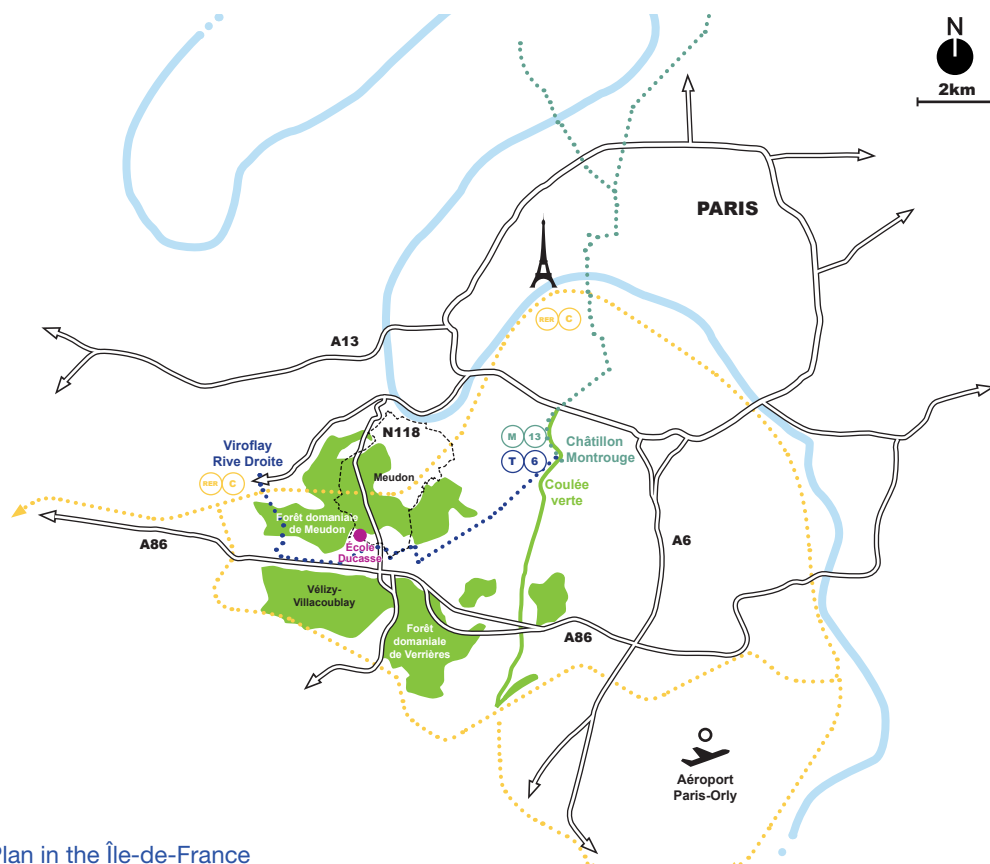 N
2km
PARIS
RER C
A13
N118
M 13
Châtillon
Montrouge
T 6
Viroflay
Rive Droite
RER C
Meudon
Coulée
verte
Forêt domaniale
de Meudon
École
Ducasse
A86
A6
Vélizy-
Villacoublay
Forêt
domaniale
de Verrières
A86
Aéroport
Paris-Orly
Plan in the Île-de-France